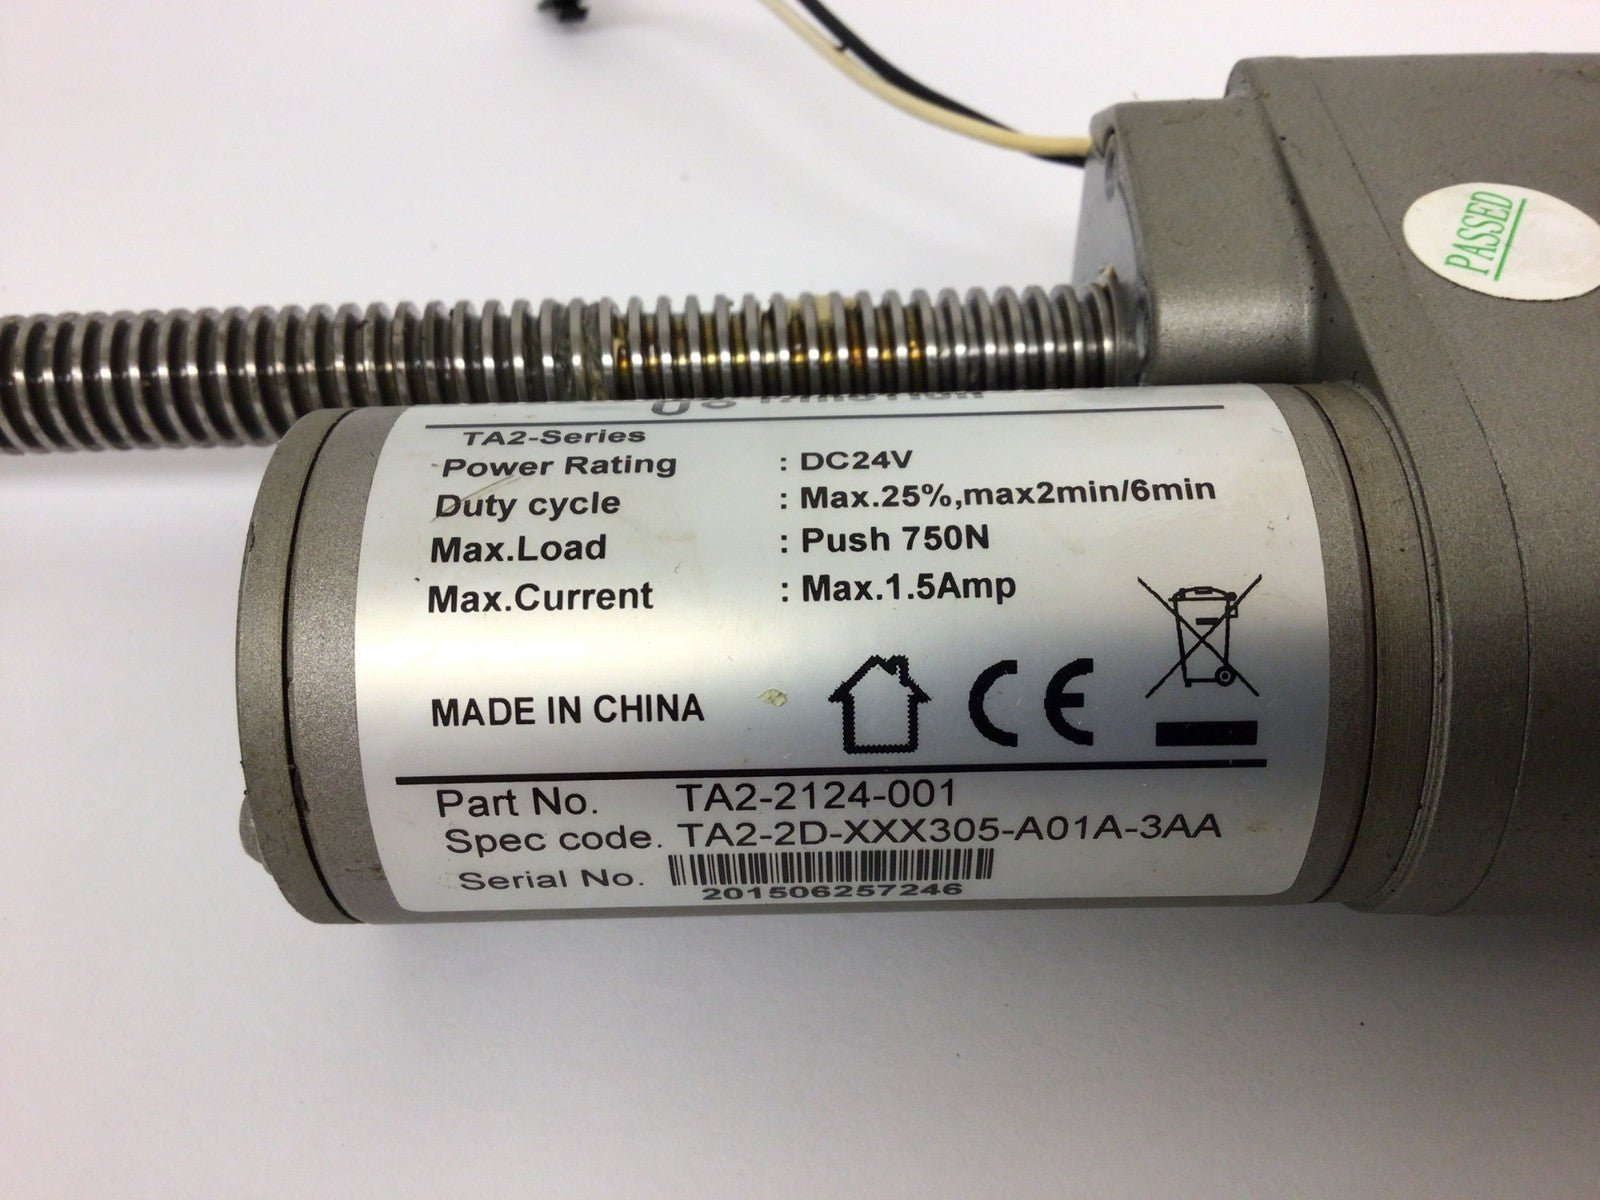 TA2-Series
Power Rating : DC24V
Duty cycle : Max.25%,max2min/6min
Max.Load : Push 750N
Max.Current : Max.1.5Amp
MADE IN CHINA
CE
Part No. TA2-2124-001
Spec code. TA2-2D-XXX305-A01A-3AA
Serial No.
201506257246
PASSED